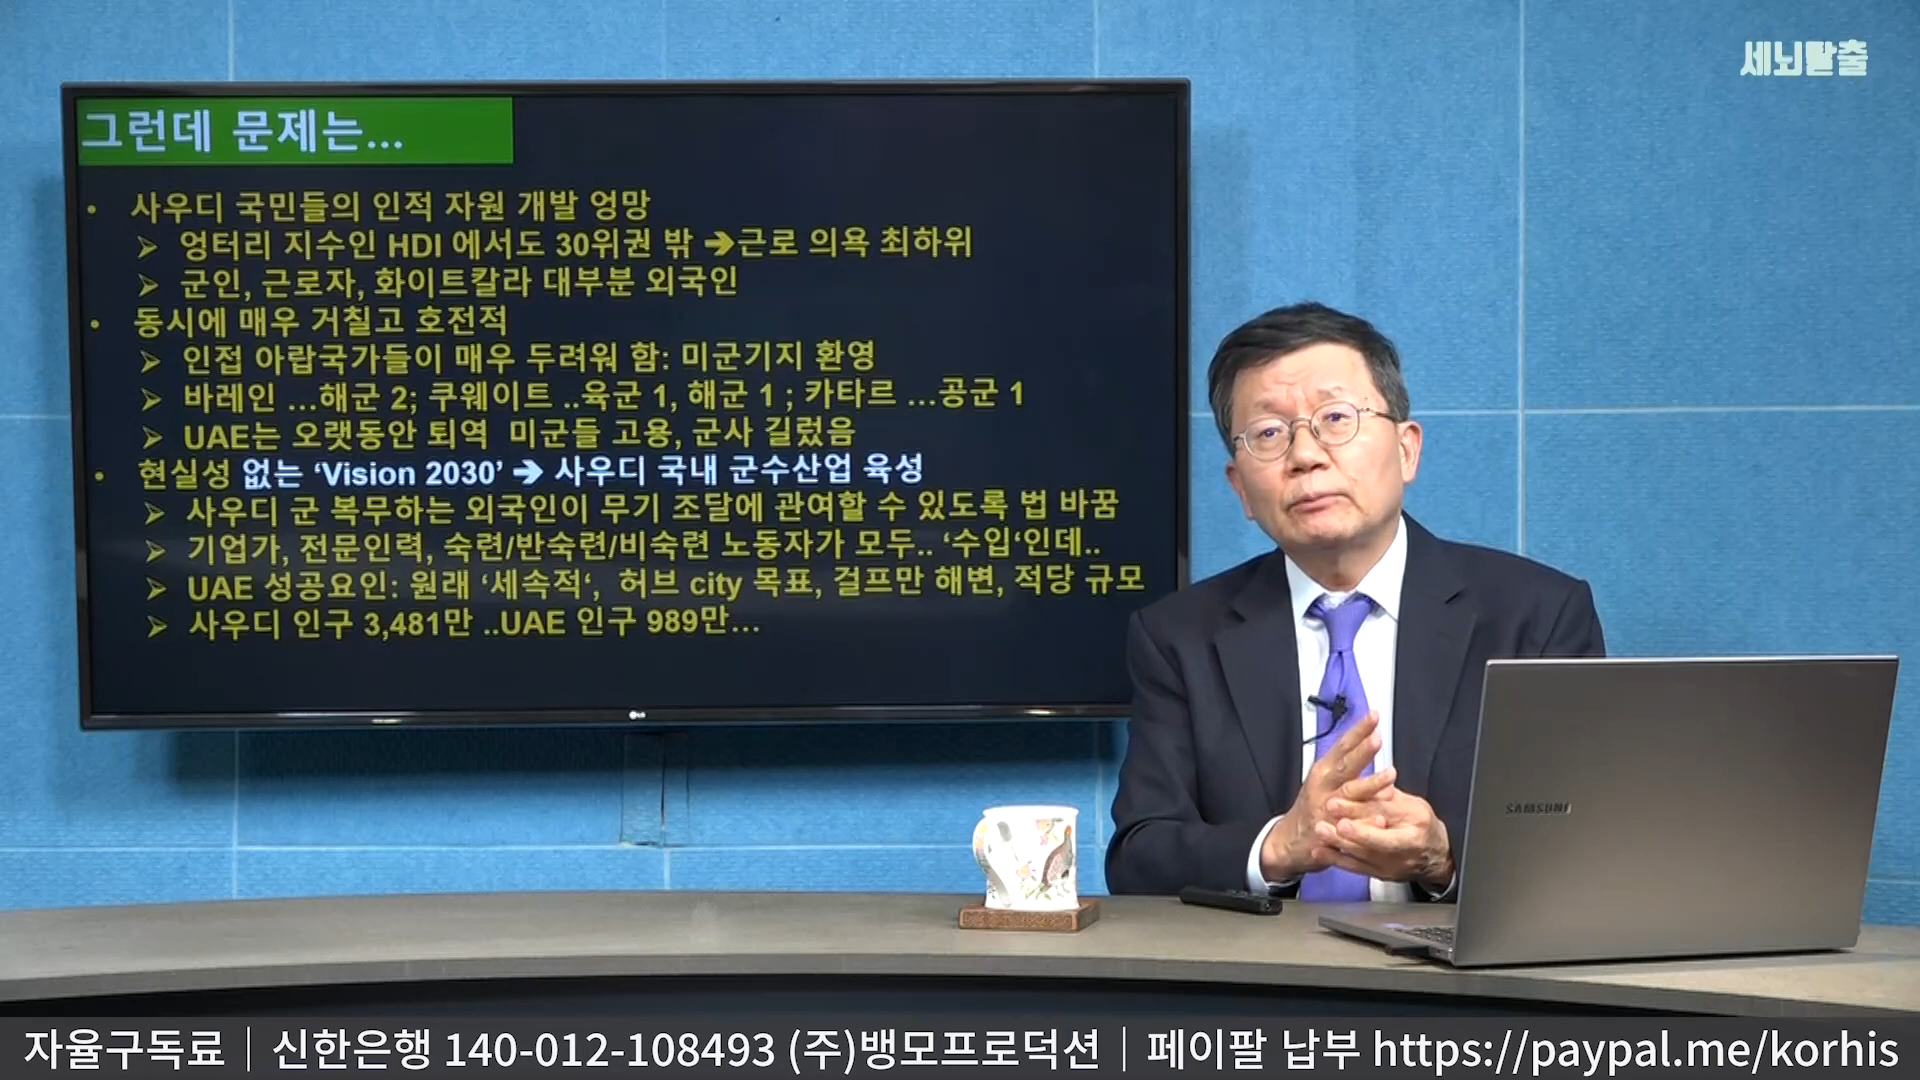 세뇌탈출
그런데 문제는...
• 사우디 국민들의 인적 자원 개발 엉망
➢ 엉터리 지수인 HDI 에서도 30위권 밖 ➔근로 의욕 최하위
➢ 군인, 근로자, 화이트칼라 대부분 외국인
• 동시에 매우 거칠고 호전적
➢ 인접 아랍국가들이 매우 두려워 함: 미군기지 환영
➢ 바레인 ...해군 2; 쿠웨이트 ..육군 1, 해군 1 ; 카타르 ...공군 1
➢ UAE는 오랫동안 퇴역 미군들 고용, 군사 길렀음
• 현실성 없는 ‘Vision 2030’ ➔ 사우디 국내 군수산업 육성
➢ 사우디 군 복무하는 외국인이 무기 조달에 관여할 수 있도록 법 바꿈
➢ 기업가, 전문인력, 숙련/반숙련/비숙련 노동자가 모두.. ‘수입‘인데..
➢ UAE 성공요인: 원래 ‘세속적‘, 허브 city 목표, 걸프만 해변, 적당 규모
➢ 사우디 인구 3,481만 ..UAE 인구 989만...
LG
SAMSUNG
자율구독료｜신한은행 140-012-108493 (주)뱅모프로덕션｜페이팔 납부 https://paypal.me/korhis